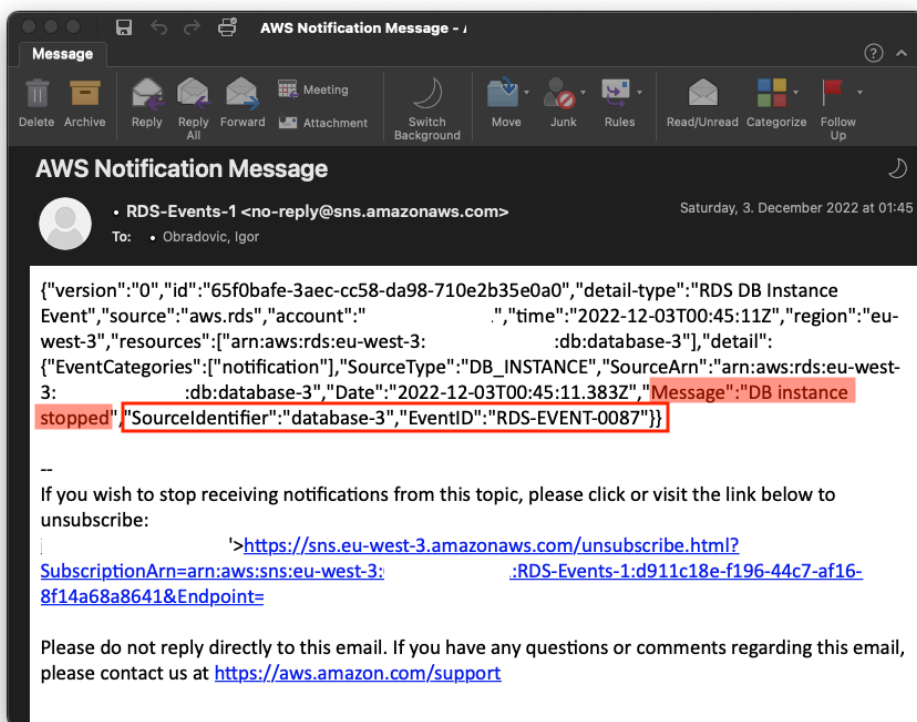 AWS Notification Message - A
Message
Meeting
Attachment
Delete Archive Reply Reply All Forward Switch Background Move Junk Rules Read/Unread Categorize Follow Up
AWS Notification Message
• RDS-Events-1 <no-reply@sns.amazonaws.com>
Saturday, 3. December 2022 at 01:45
To: • Obradovic, Igor
{"version":"0","id":"65f0bafe-3aec-cc58-da98-710e2b35e0a0","detail-type":"RDS DB Instance
Event","source":"aws.rds","account":" ","time":"2022-12-03T00:45:11Z","region":"eu-
west-3","resources":["arn:aws:rds:eu-west-3: :db:database-3"],"detail":
{"EventCategories":["notification"],"SourceType":"DB_INSTANCE","SourceArn":"arn:aws:rds:eu-west-
3: :db:database-3","Date":"2022-12-03T00:45:11.383Z","Message":"DB instance
stopped","SourceIdentifier":"database-3","EventID":"RDS-EVENT-0087"}}
--
If you wish to stop receiving notifications from this topic, please click or visit the link below to
unsubscribe:
'>https://sns.eu-west-3.amazonaws.com/unsubscribe.html?
SubscriptionArn=arn:aws:sns:eu-west-3: :RDS-Events-1:d911c18e-f196-44c7-af16-
8f14a68a8641&Endpoint=
Please do not reply directly to this email. If you have any questions or comments regarding this email,
please contact us at https://aws.amazon.com/support